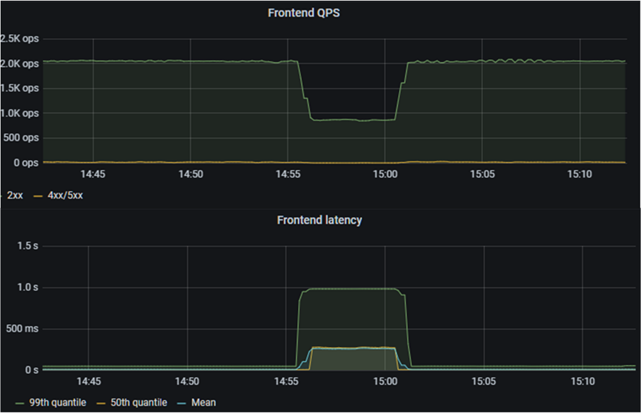 Frontend QPS
2.5K ops
2.0K ops
1.5K ops
1.0K ops
500 ops
0 ops
14:45 14:50 14:55 15:00 15:05 15:10
2xx 4xx/5xx
Frontend latency
1.5 s
1.0 s
500 ms
0 s
14:45 14:50 14:55 15:00 15:05 15:10
99th quantile 50th quantile Mean